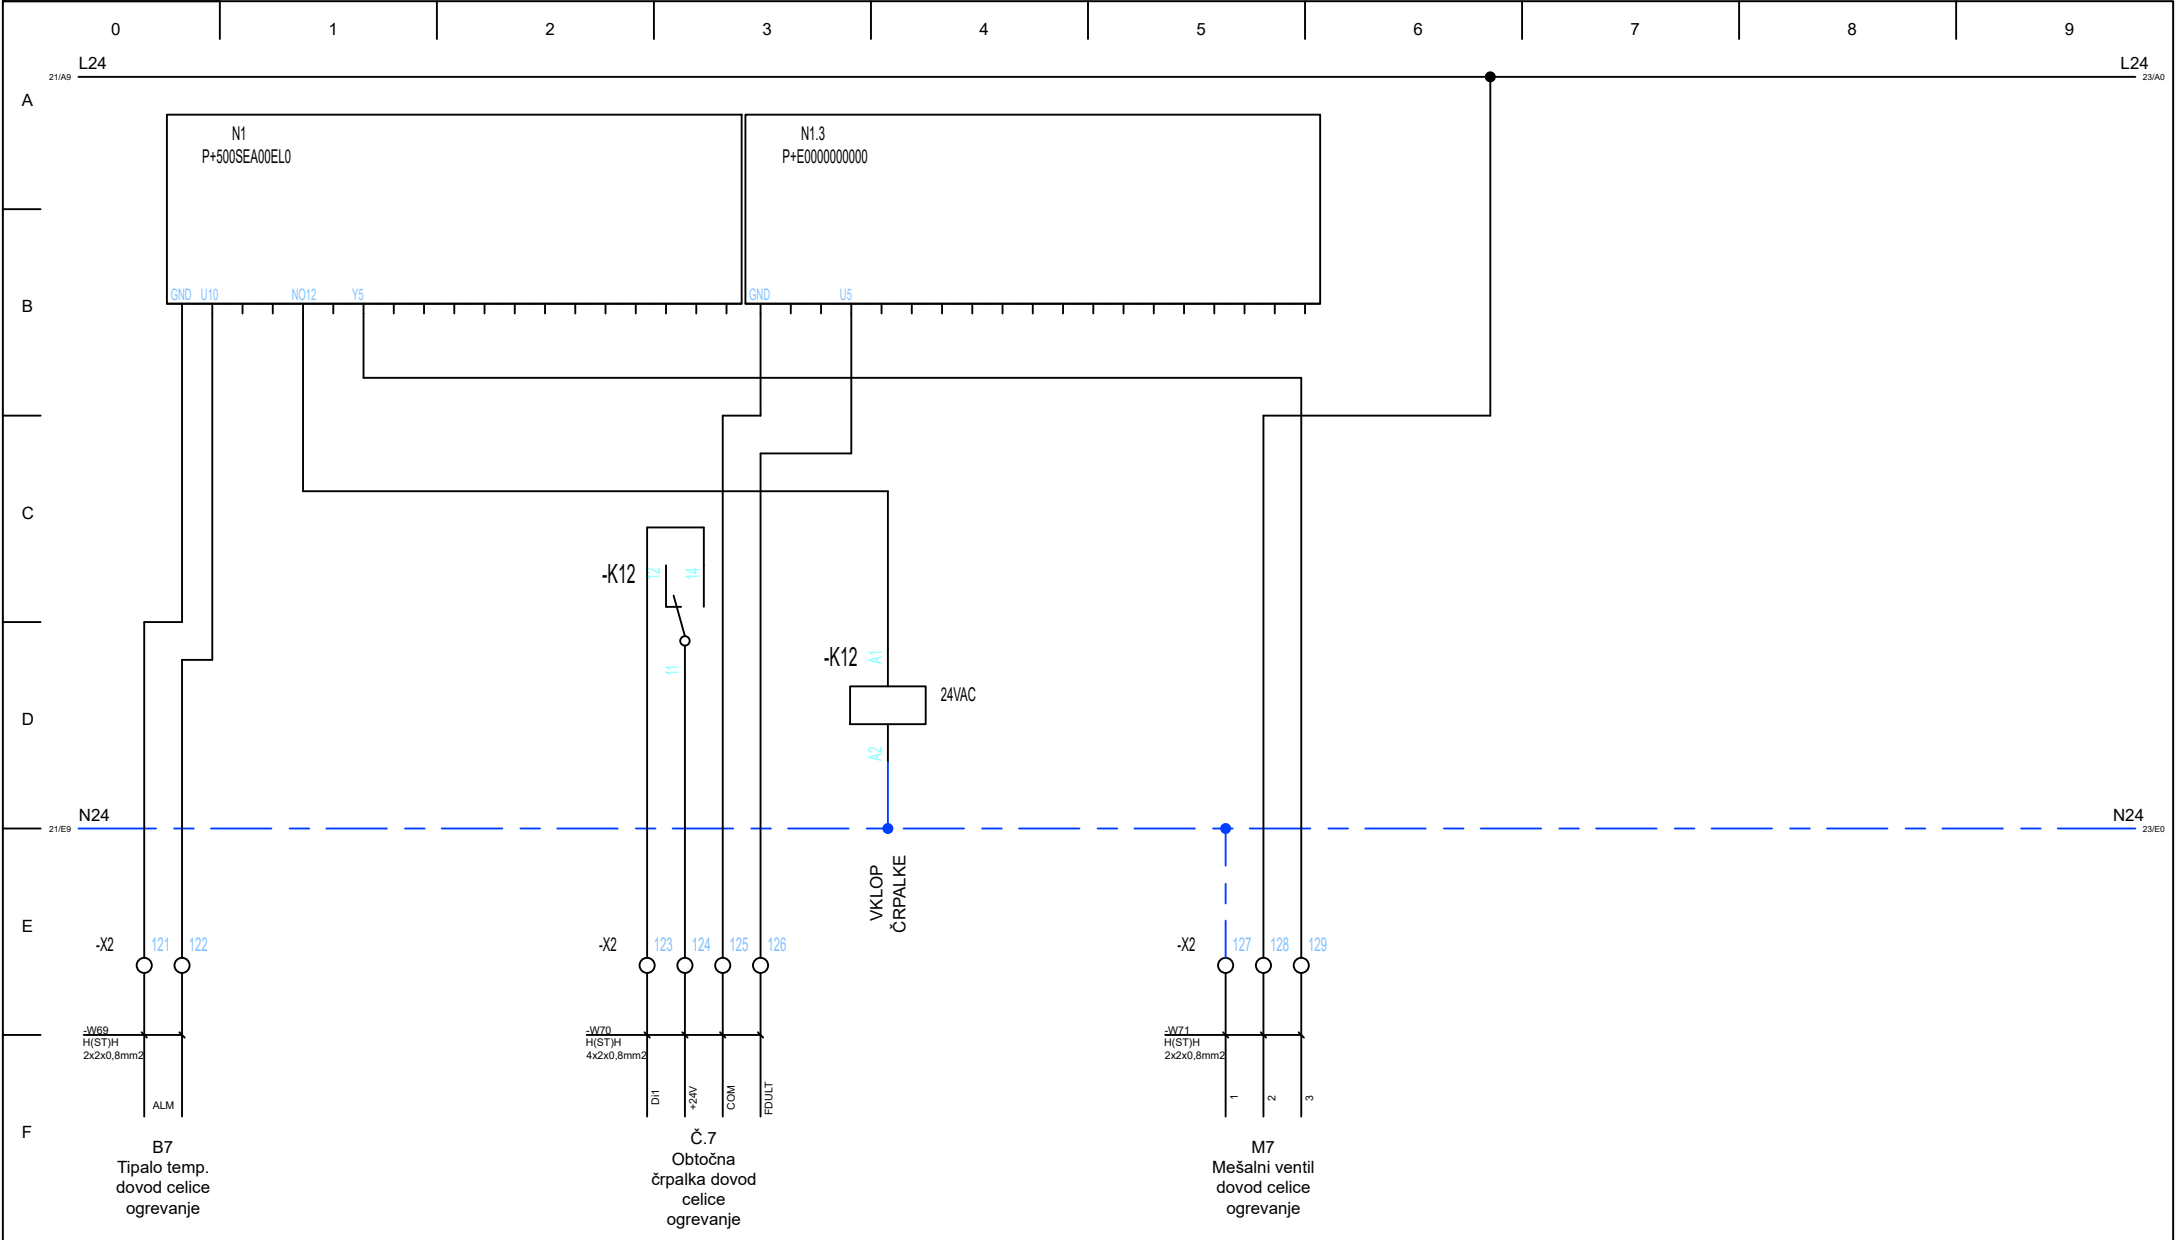 0 1 2 3 4 5 6 7 8 9
L24 L24
21/A9 23/A0
A
N1 N1.3
P+500SEA00EL0 P+E0000000000
GND U10 NO12 Y5 GND U5
B
C
-K12 12 14
-K12 A1
11
24VAC
D
A2
N24 N24
21/E9 23/E0
VKLOP
ČRPALKE
E
-X2 121 122 -X2 123 124 125 126 -X2 127 128 129
-W69 -W70 -W71
H(ST)H H(ST)H H(ST)H
2x2x0,8mm2 4x2x0,8mm2 2x2x0,8mm2
ALM Di1 +24V COM FDULT 1 2 3
F
B7
Tipalo temp.
dovod celice
ogrevanje
Č.7
Obtočna
črpalka dovod
celice
ogrevanje
M7
Mešalni ventil
dovod celice
ogrevanje